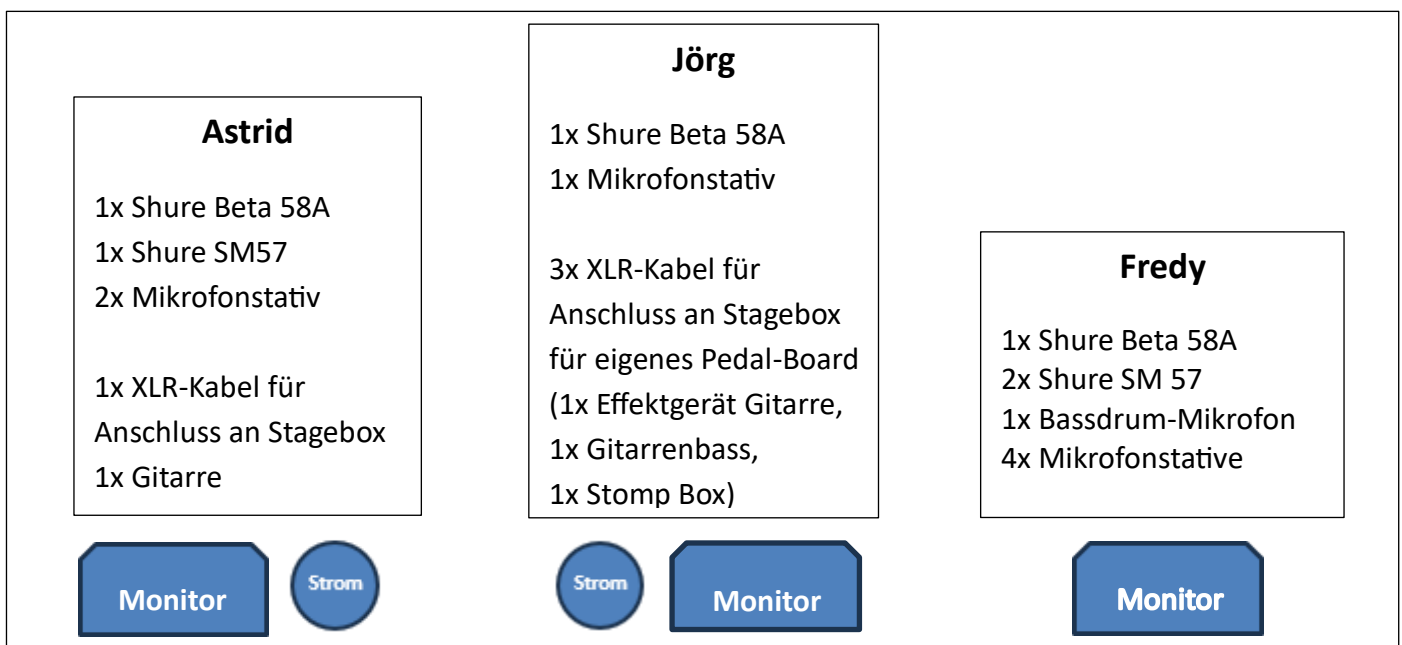 Astrid
1x Shure Beta 58A
1x Shure SM57
2x Mikrofonstativ
1x XLR-Kabel für
Anschluss an Stagebox
1x Gitarre
Monitor
Strom
Jörg
1x Shure Beta 58A
1x Mikrofonstativ
3x XLR-Kabel für
Anschluss an Stagebox
für eigenes Pedal-Board
(1x Effektgerät Gitarre,
1x Gitarrenbass,
1x Stomp Box)
Strom
Monitor
Fredy
1x Shure Beta 58A
2x Shure SM 57
1x Bassdrum-Mikrofon
4x Mikrofonstative
Monitor